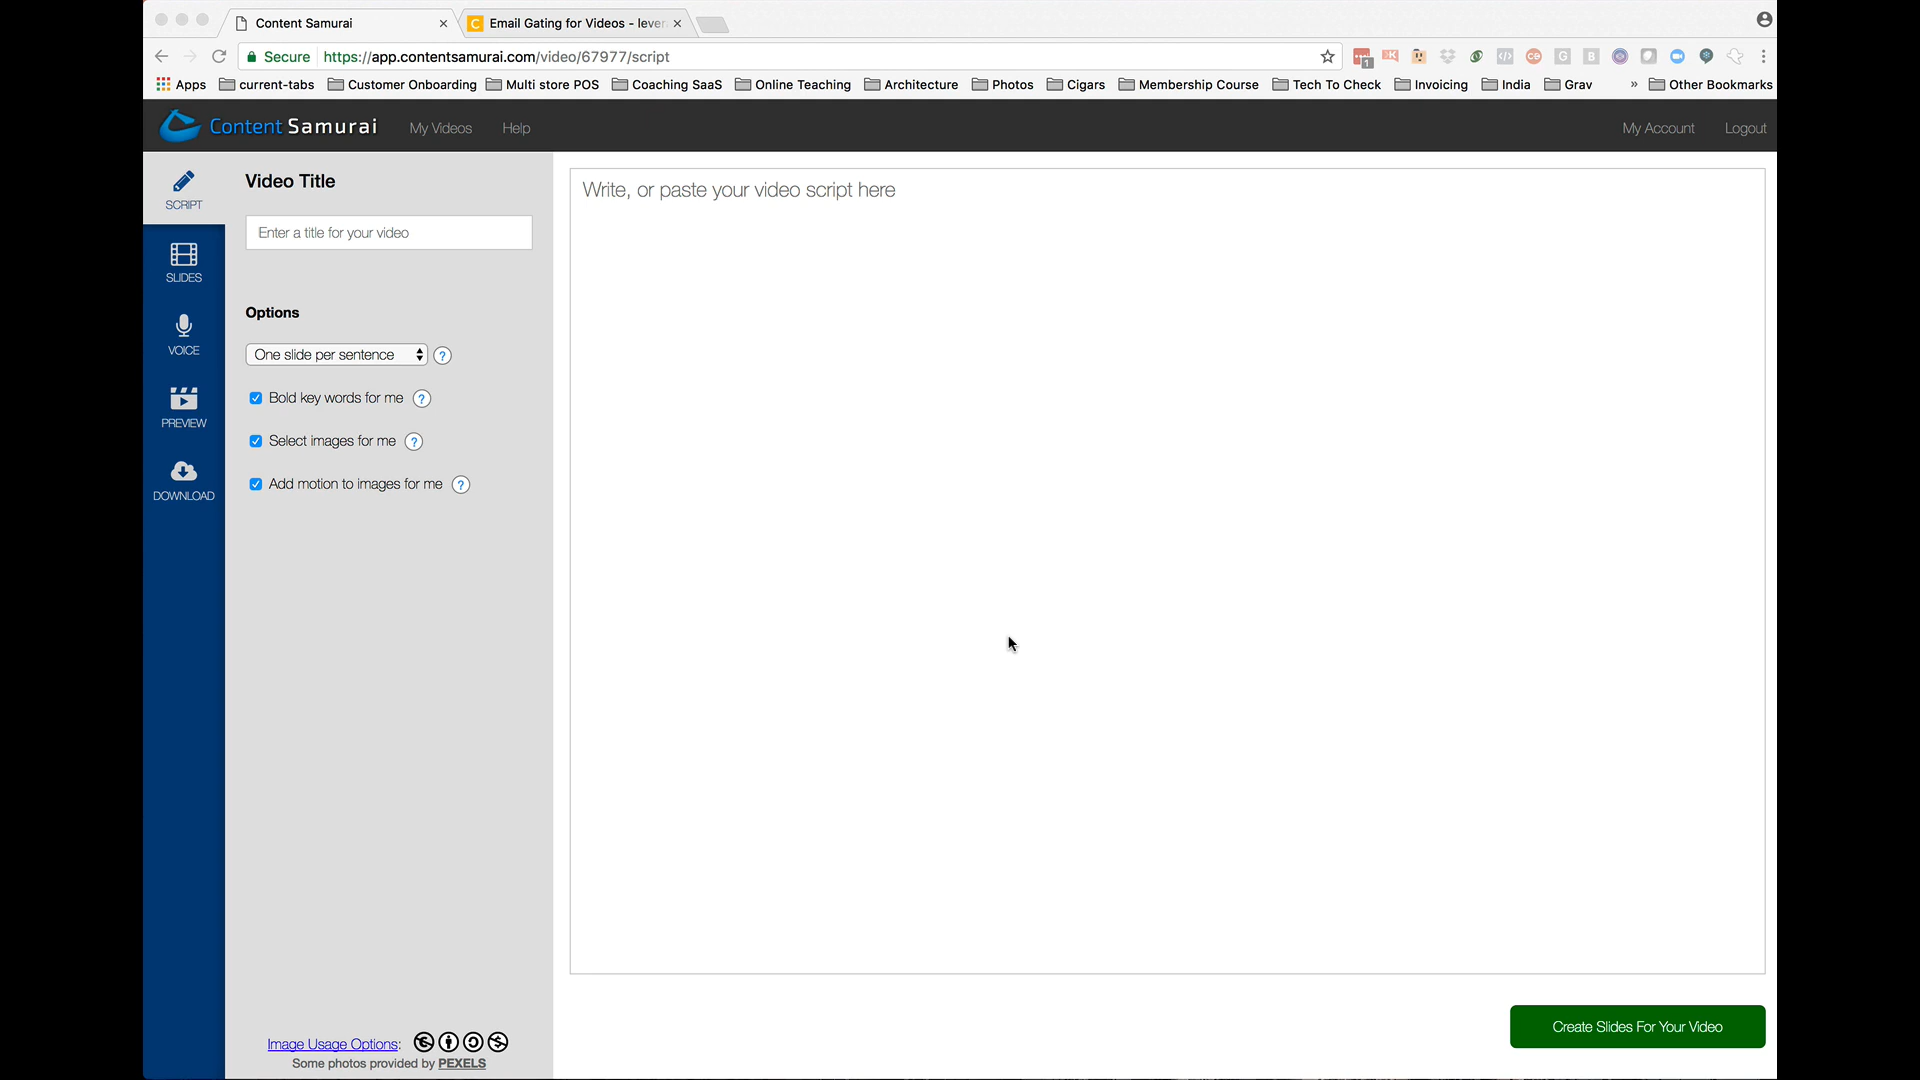 Content Samurai
Email Gating for Videos - lever
Secure
https://app.contentsamurai.com/video/67977/script
1
Apps
current-tabs
Customer Onboarding
Multi store POS
Coaching SaaS
Online Teaching
Architecture
Photos
Cigars
Membership Course
Tech To Check
Invoicing
India
Grav
»
Other Bookmarks
Content Samurai
My Videos
Help
My Account
Logout
SCRIPT
SLIDES
VOICE
PREVIEW
DOWNLOAD
Video Title
Enter a title for your video
Options
One slide per sentence
?
Bold key words for me
?
Select images for me
?
Add motion to images for me
?
Image Usage Options:
Some photos provided by PEXELS
Write, or paste your video script here
Create Slides For Your Video